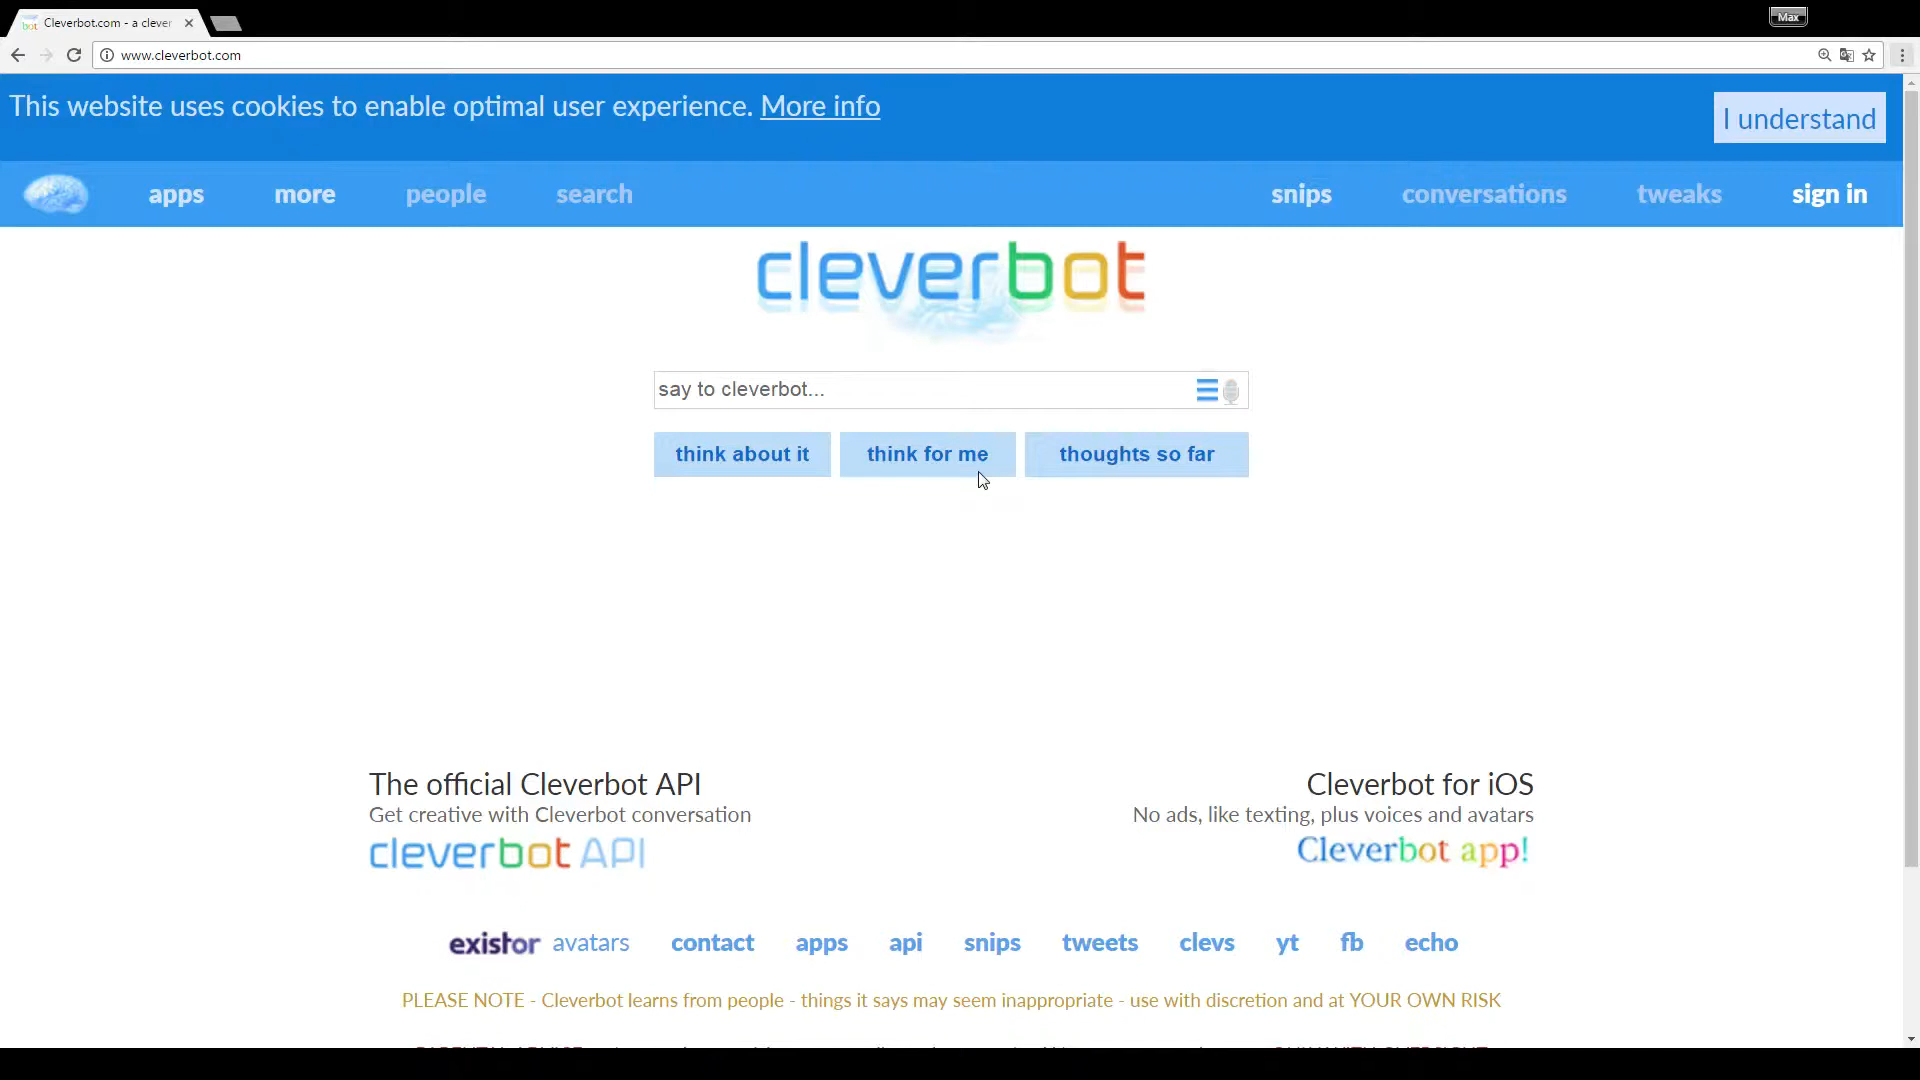 Cleverbot.com - a clever
Max
www.cleverbot.com
This website uses cookies to enable optimal user experience. More info
I understand
apps more people search snips conversations tweaks sign in
cleverbot
say to cleverbot...
think about it think for me thoughts so far
The official Cleverbot API
Get creative with Cleverbot conversation
cleverbot API
Cleverbot for iOS
No ads, like texting, plus voices and avatars
Cleverbot app!
existor avatars contact apps api snips tweets clevs yt fb echo
PLEASE NOTE - Cleverbot learns from people - things it says may seem inappropriate - use with discretion and at YOUR OWN RISK